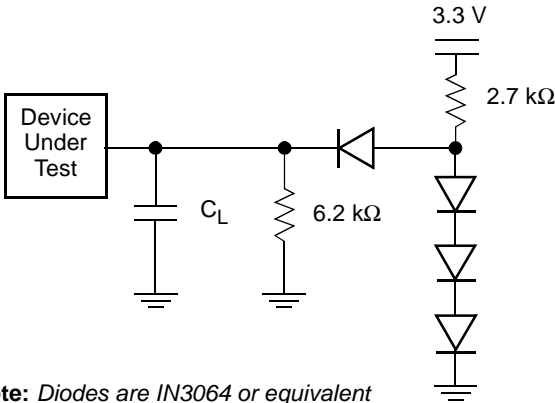 3.3 V
2.7 kΩ
Device
Under
Test
C_L
6.2 kΩ
te: Diodes are IN3064 or equivalent